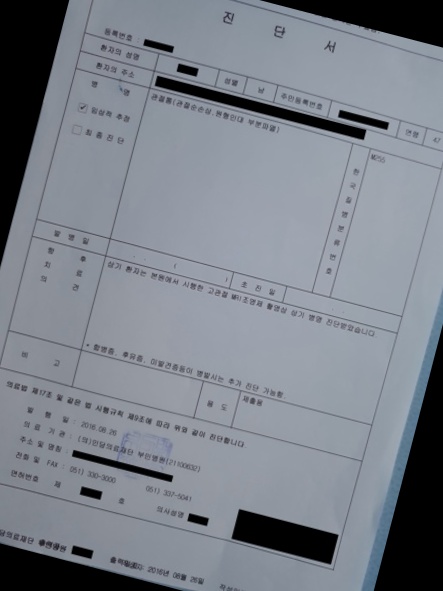 진 단 서
등록번호 :
환자의 성명 성별 남 주민등록번호 연령 47
환자의 주소
병 명
☑ 임상적 추정
☐ 최종 진단
관절통(관절순손상,원형인대 부분파열)
한국질병분류번호
M255
발 병 일 초 진 일
향 후 치 료 의 견
상기 환자는 본원에서 시행한 고관절 MRI조영제 촬영상 상기 병명 진단받았습니다.
* 합병증, 후유증, 미발견증등이 병발시는 추가 진단 가능함.
비 고 용 도 제출용
의료법 제17조 및 같은 법 시행규칙 제9조에 따라 위와 같이 진단합니다
발 행 일 : 2016.08.26
의 료 기 관 : (의)인당의료재단 부민병원(21100632)
주소 및 명칭 :
전화 및 FAX : 051) 330-3000 051) 337-5041
면허번호 제 호 의사성명
당의료재단
출력일자: 2016년 08월 26일